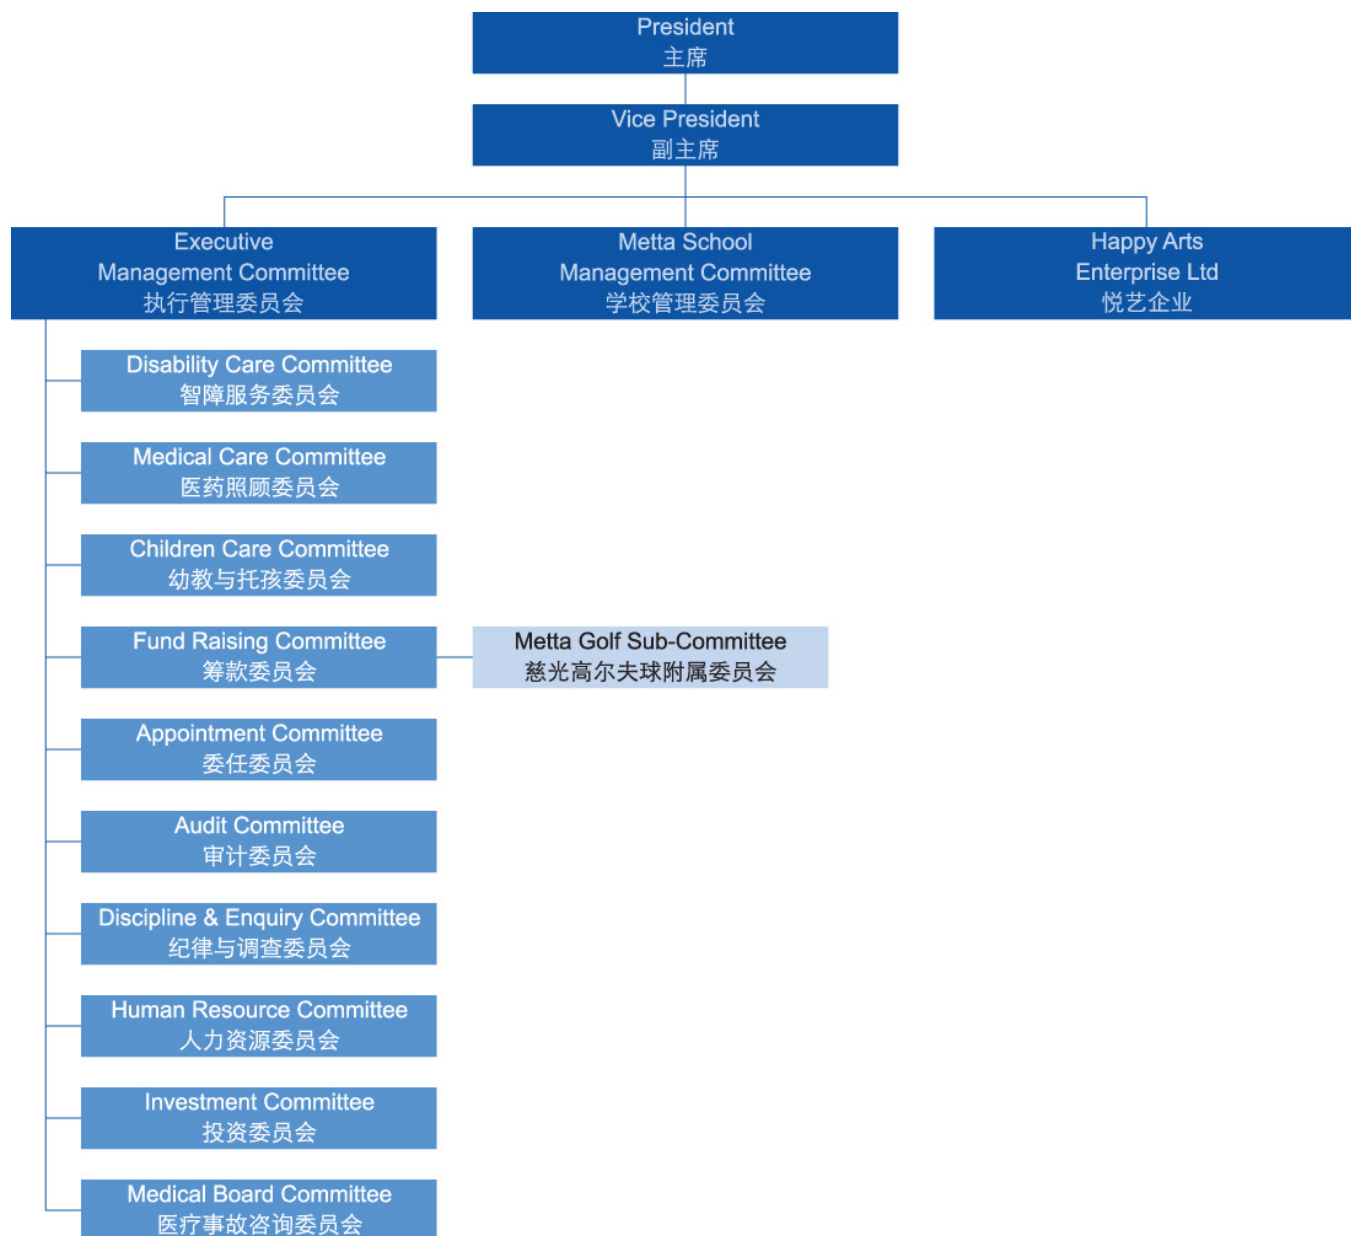 President
主席
Vice President
副主席
Executive
Management Committee
执行管理委员会
Metta School
Management Committee
学校管理委员会
Happy Arts
Enterprise Ltd
悦艺企业
Disability Care Committee
智障服务委员会
Medical Care Committee
医药照顾委员会
Children Care Committee
幼教与托孩委员会
Fund Raising Committee
筹款委员会
Metta Golf Sub-Committee
慈光高尔夫球附属委员会
Appointment Committee
委任委员会
Audit Committee
审计委员会
Discipline & Enquiry Committee
纪律与调查委员会
Human Resource Committee
人力资源委员会
Investment Committee
投资委员会
Medical Board Committee
医疗事故咨询委员会